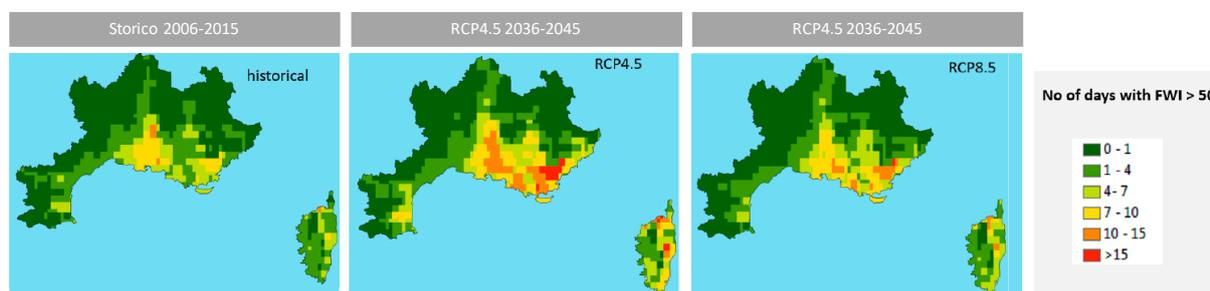 Storico 2006-2015
RCP4.5 2036-2045
RCP4.5 2036-2045
historical
RCP4.5
RCP8.5
No of days with FWI > 50
0 - 1
1 - 4
4 - 7
7 - 10
10 - 15
>15